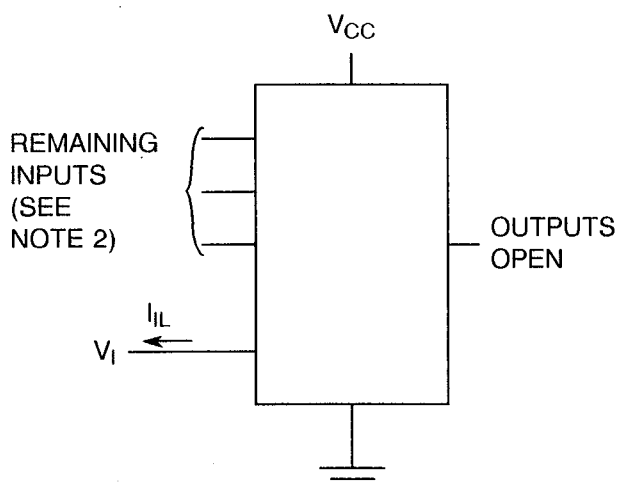 VCC
REMAINING
INPUTS
(SEE
NOTE 2)
OUTPUTS
OPEN
IIL
VI